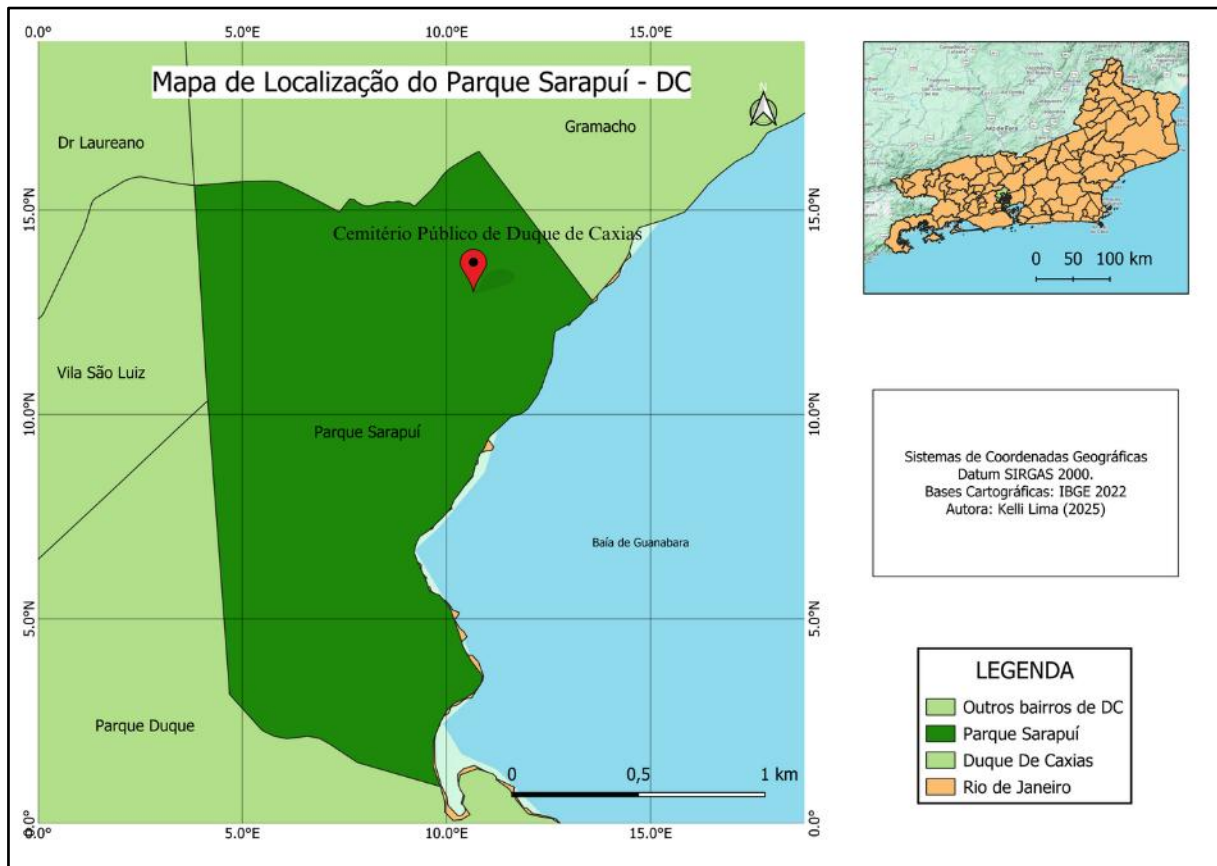 0.0° 5.0°E 10.0°E 15.0°E
Mapa de Localização do Parque Sarapuí - DC
N
Gramacho
Dr Laureano
15.0°N 15.0°N
Cemitério Público de Duque de Caxias
Vila São Luiz
10.0°N 10.0°N
Parque Sarapuí
Baía de Guanabara
5.0°N 5.0°N
Parque Duque
0 0,5 1 km
0.0° 0.0°
0.0° 5.0°E 10.0°E 15.0°E
0 50 100 km
Sistemas de Coordenadas Geográficas
Datum SIRGAS 2000.
Bases Cartográficas: IBGE 2022
Autora: Kelli Lima (2025)
LEGENDA
Outros bairros de DC
Parque Sarapuí
Duque De Caxias
Rio de Janeiro